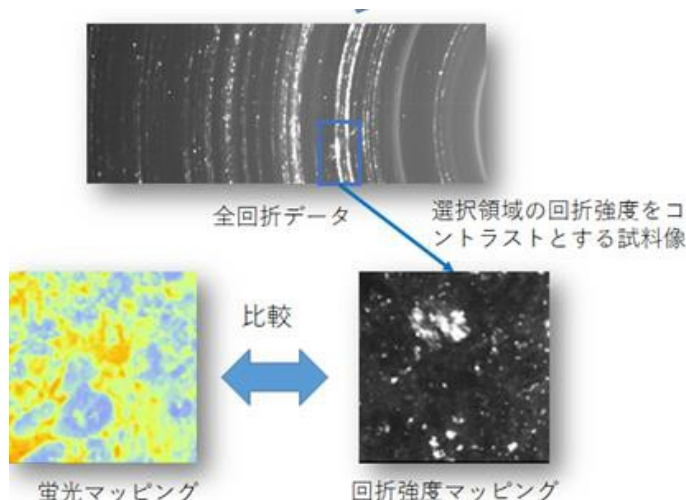 全回折データ
選択領域の回折強度をコ
ントラストとする試料像
比較
蛍光マッピング
回折強度マッピング